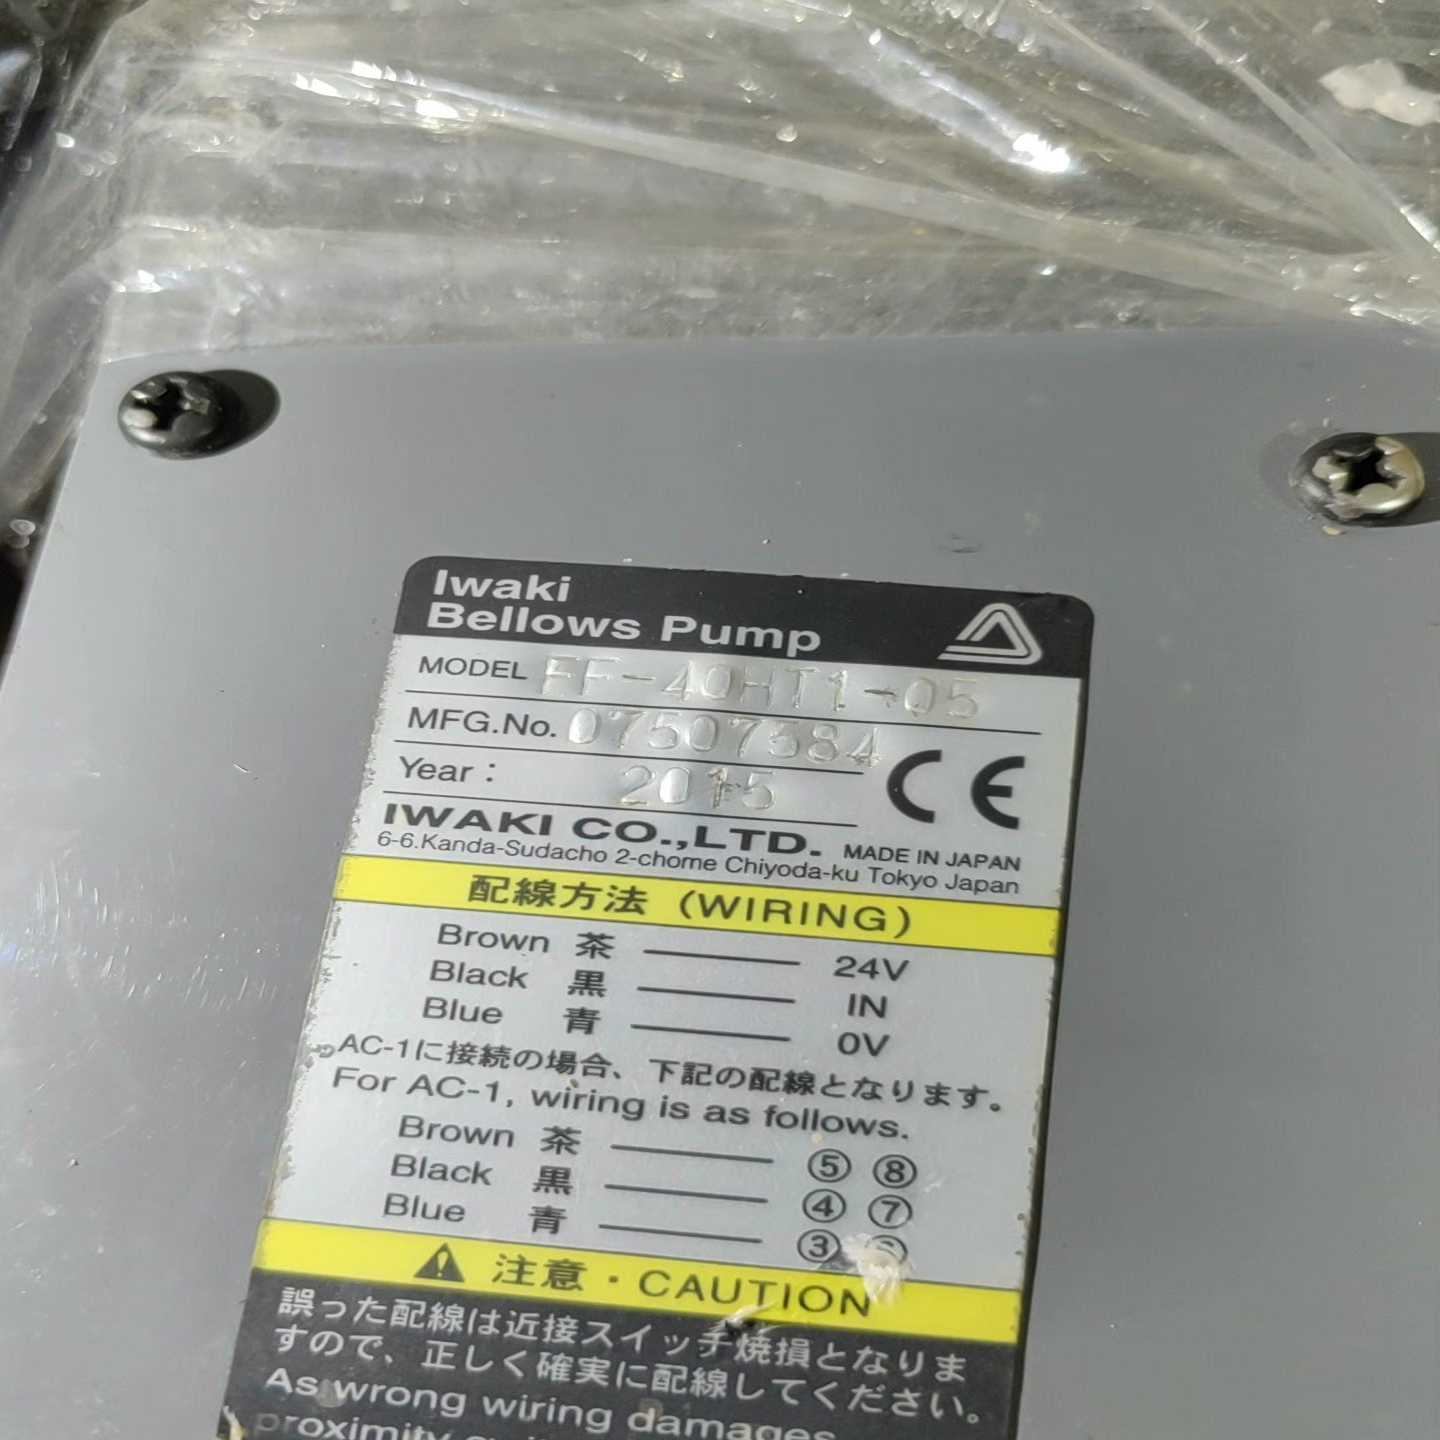 Iwaki
Bellows Pump
MODEL FF-40HT1-05
MFG.No. 07507384
Year : 2015
CE
IWAKI CO.,LTD. MADE IN JAPAN
6-6.Kanda-Sudacho 2-chome Chiyoda-ku Tokyo Japan
配線方法 (WIRING)
Brown 茶 24V
Black 黒 IN
Blue 青 0V
AC-1に接続の場合、下記の配線となります。
For AC-1, wiring is as follows.
Brown 茶 ⑤ ⑧
Black 黒 ④ ⑦
Blue 青 ③
注意・CAUTION
誤った配線は近接スイッチ焼損となりま
すので、正しく確実に配線してください。
As wrong wiring damages
proximity